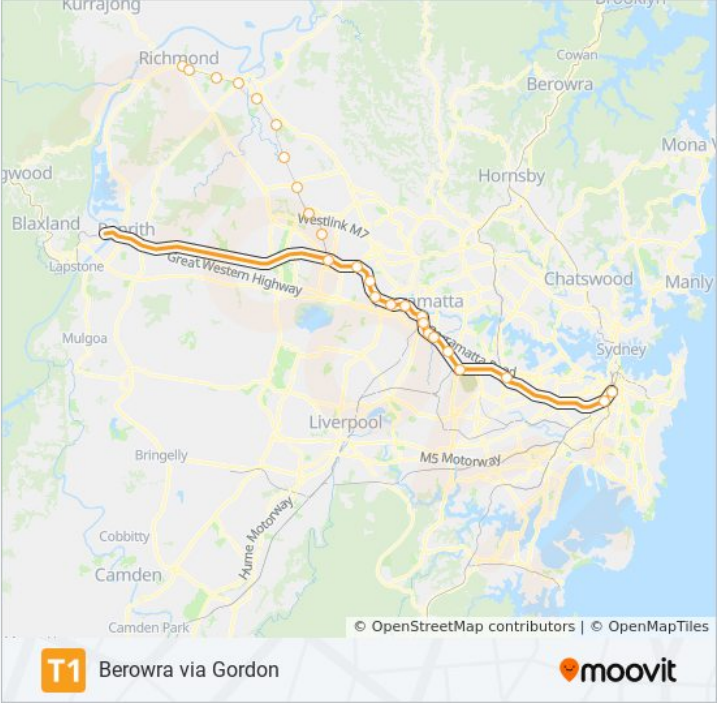 Kurrajong
Brooklyn
Richmond
Cowan
Berowra
Mona V
gwood
Hornsby
Blaxland
Penrith
Westlink M7
Lapstone
Great Western Highway
Chatswood
Manly
amatta
Mulgoa
Parramatta Road
Sydney
Liverpool
Bringelly
M5 Motorway
Hume Motorway
Cobbitty
Camden
Camden Park
© OpenStreetMap contributors | © OpenMapTiles
T1 Berowra via Gordon
moovit